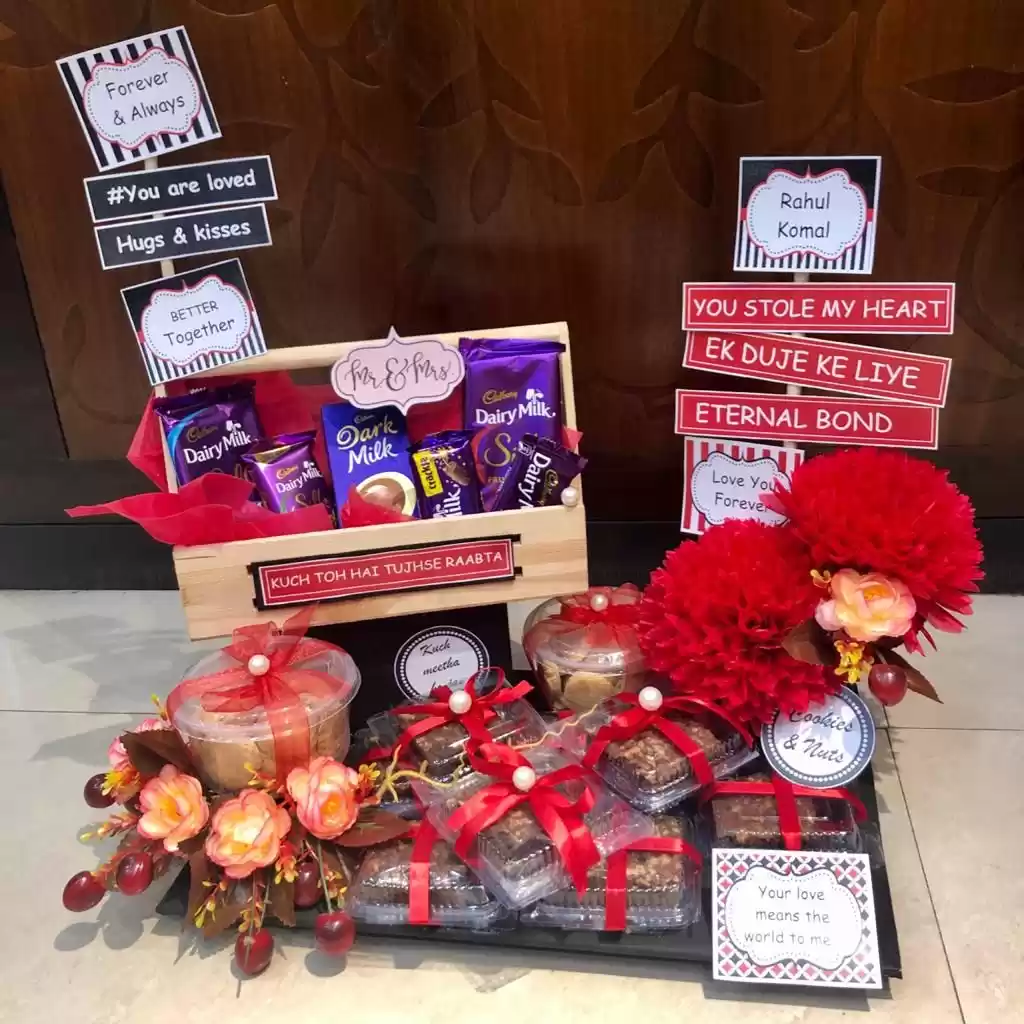 Forever
& Always
#You are loved
Hugs & kisses
BETTER
Together
Rahul
Komal
YOU STOLE MY HEART
EK DUJE KE LIYE
ETERNAL BOND
Love You
Forever
Mr. & Mrs
Cadbury
Dairy Milk
Cadbury
Dairy Milk
Silk
Cadbury
Dark
Milk
crackle
Milk
Cadbury
Dairy Milk
Dairy
KUCH TOH HAI TUJHSE RAABTA
Kuch
meetha
Cookies
& Nuts
Your love
means the
world to me